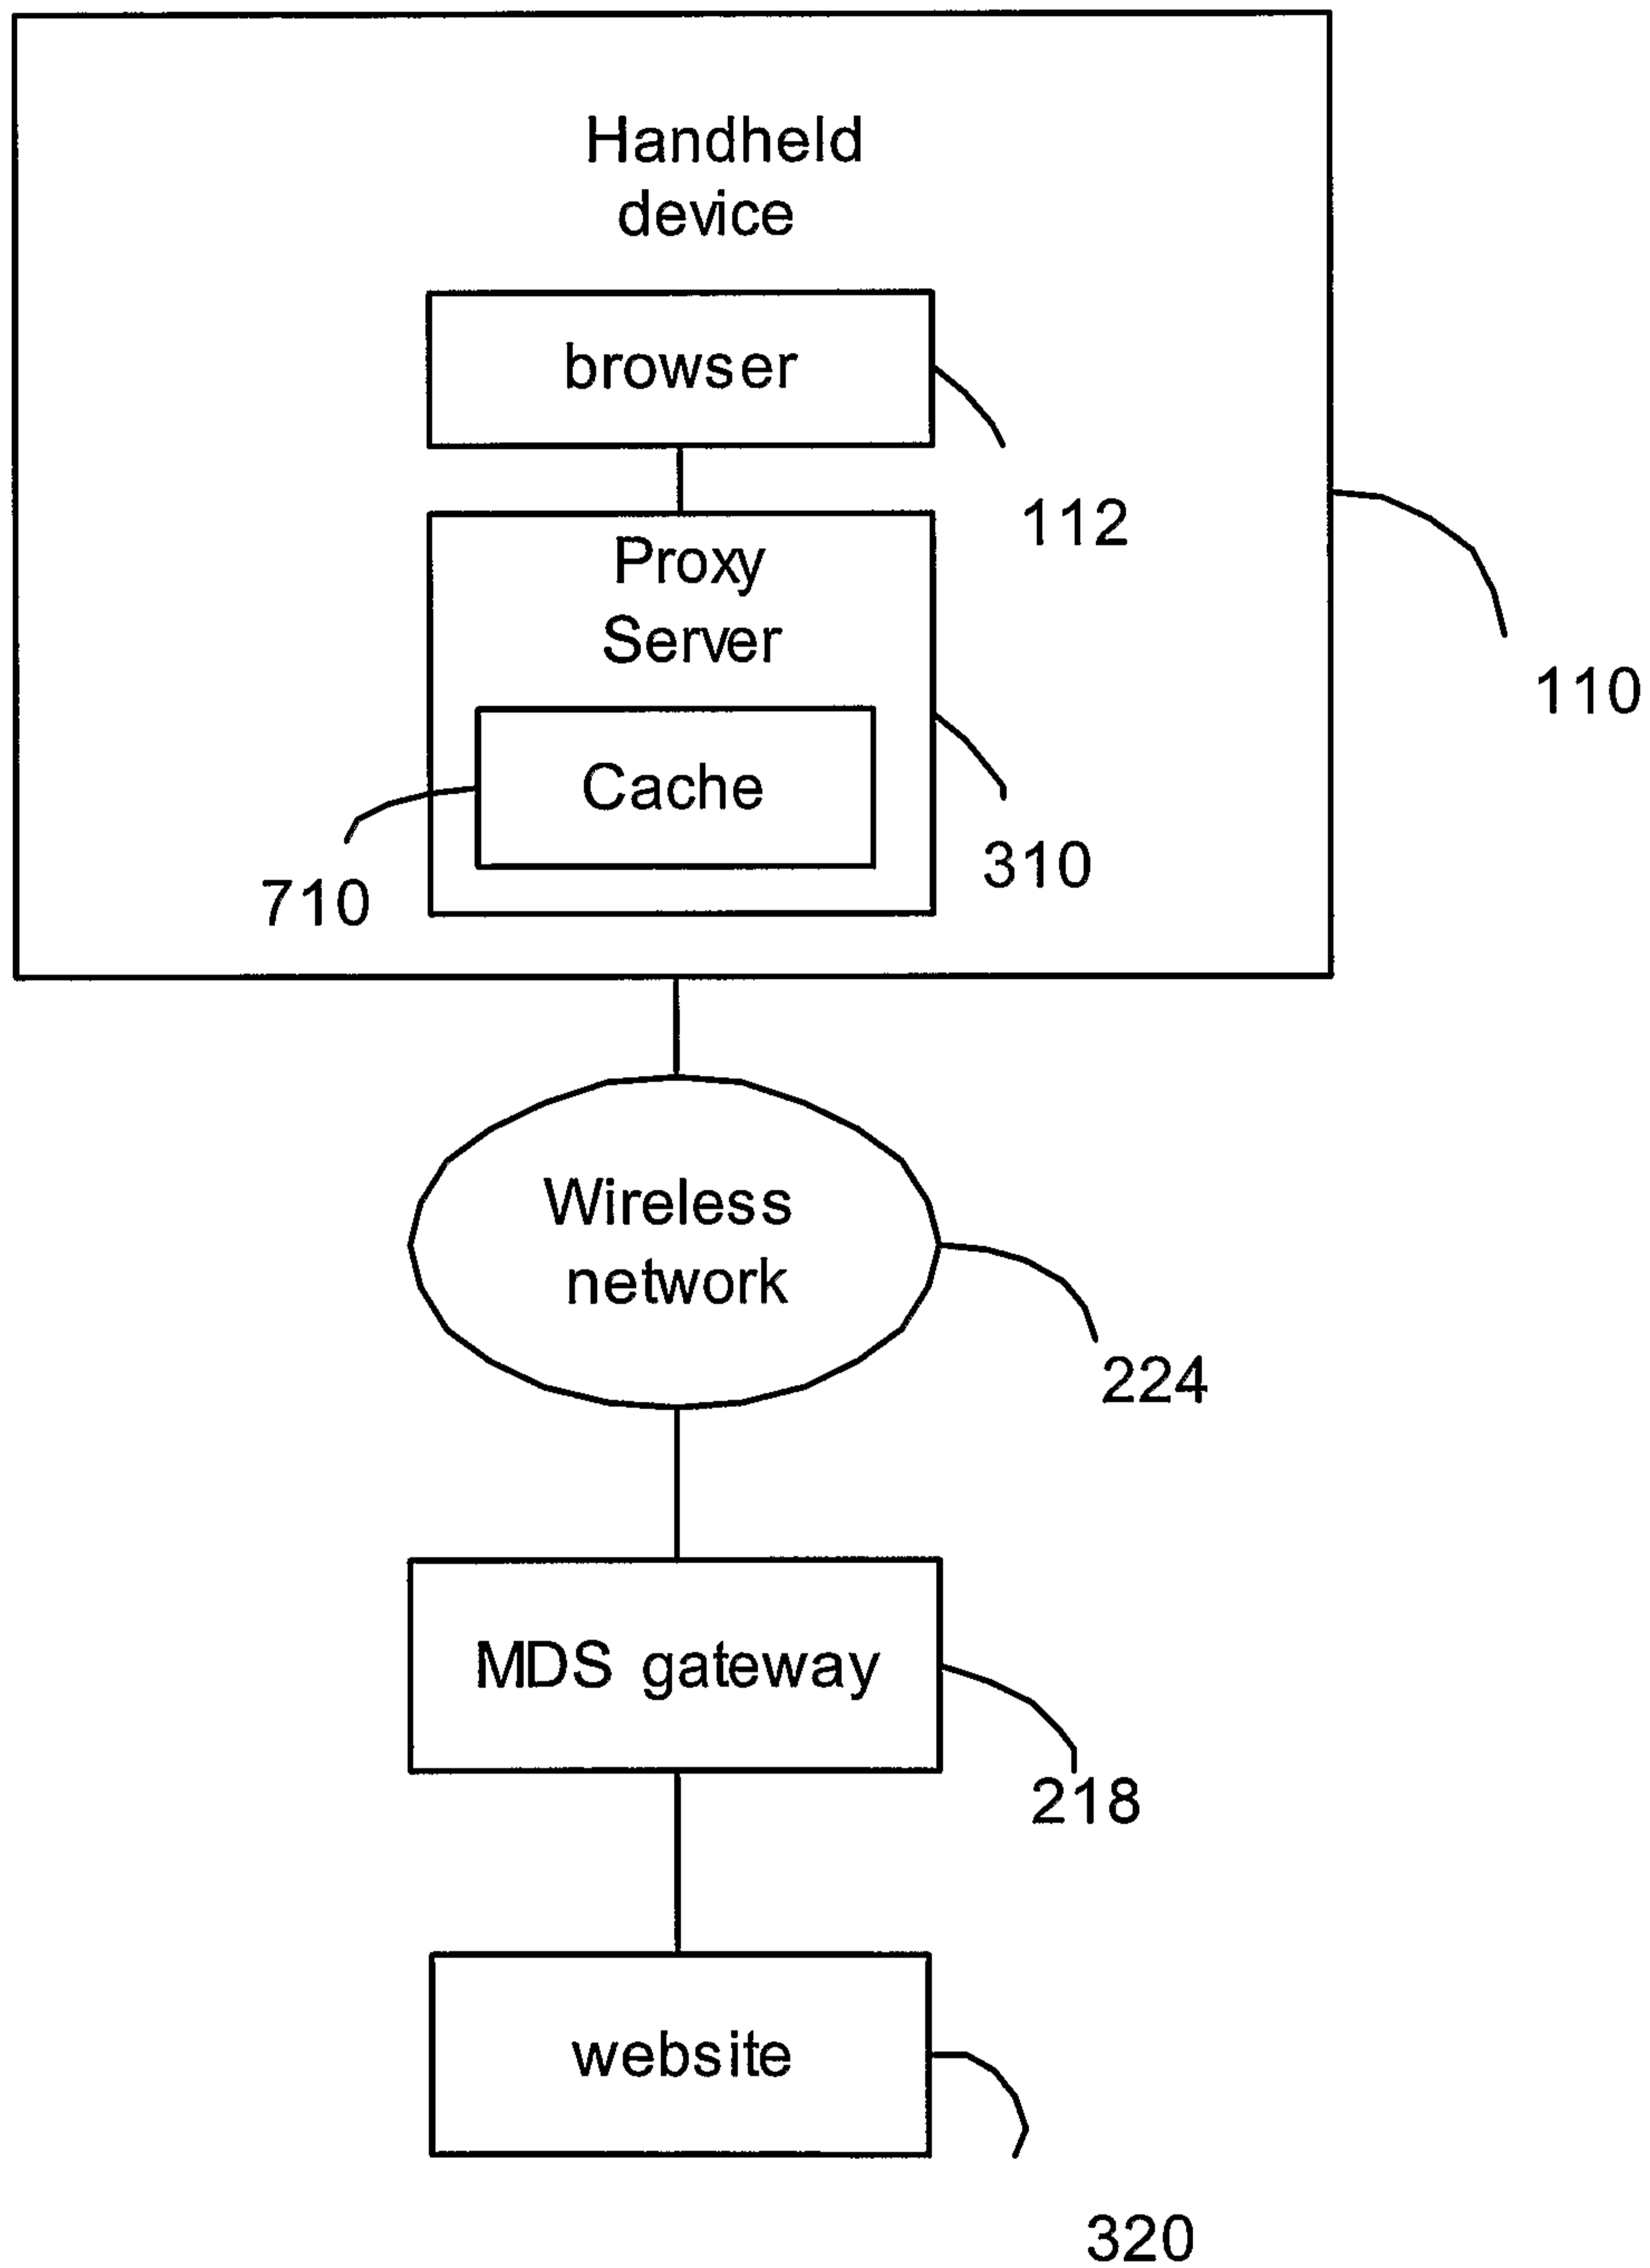 Handheld
device
browser
112
Proxy
Server
110
Cache
310
710
Wireless
network
224
MDS gateway
218
website
320